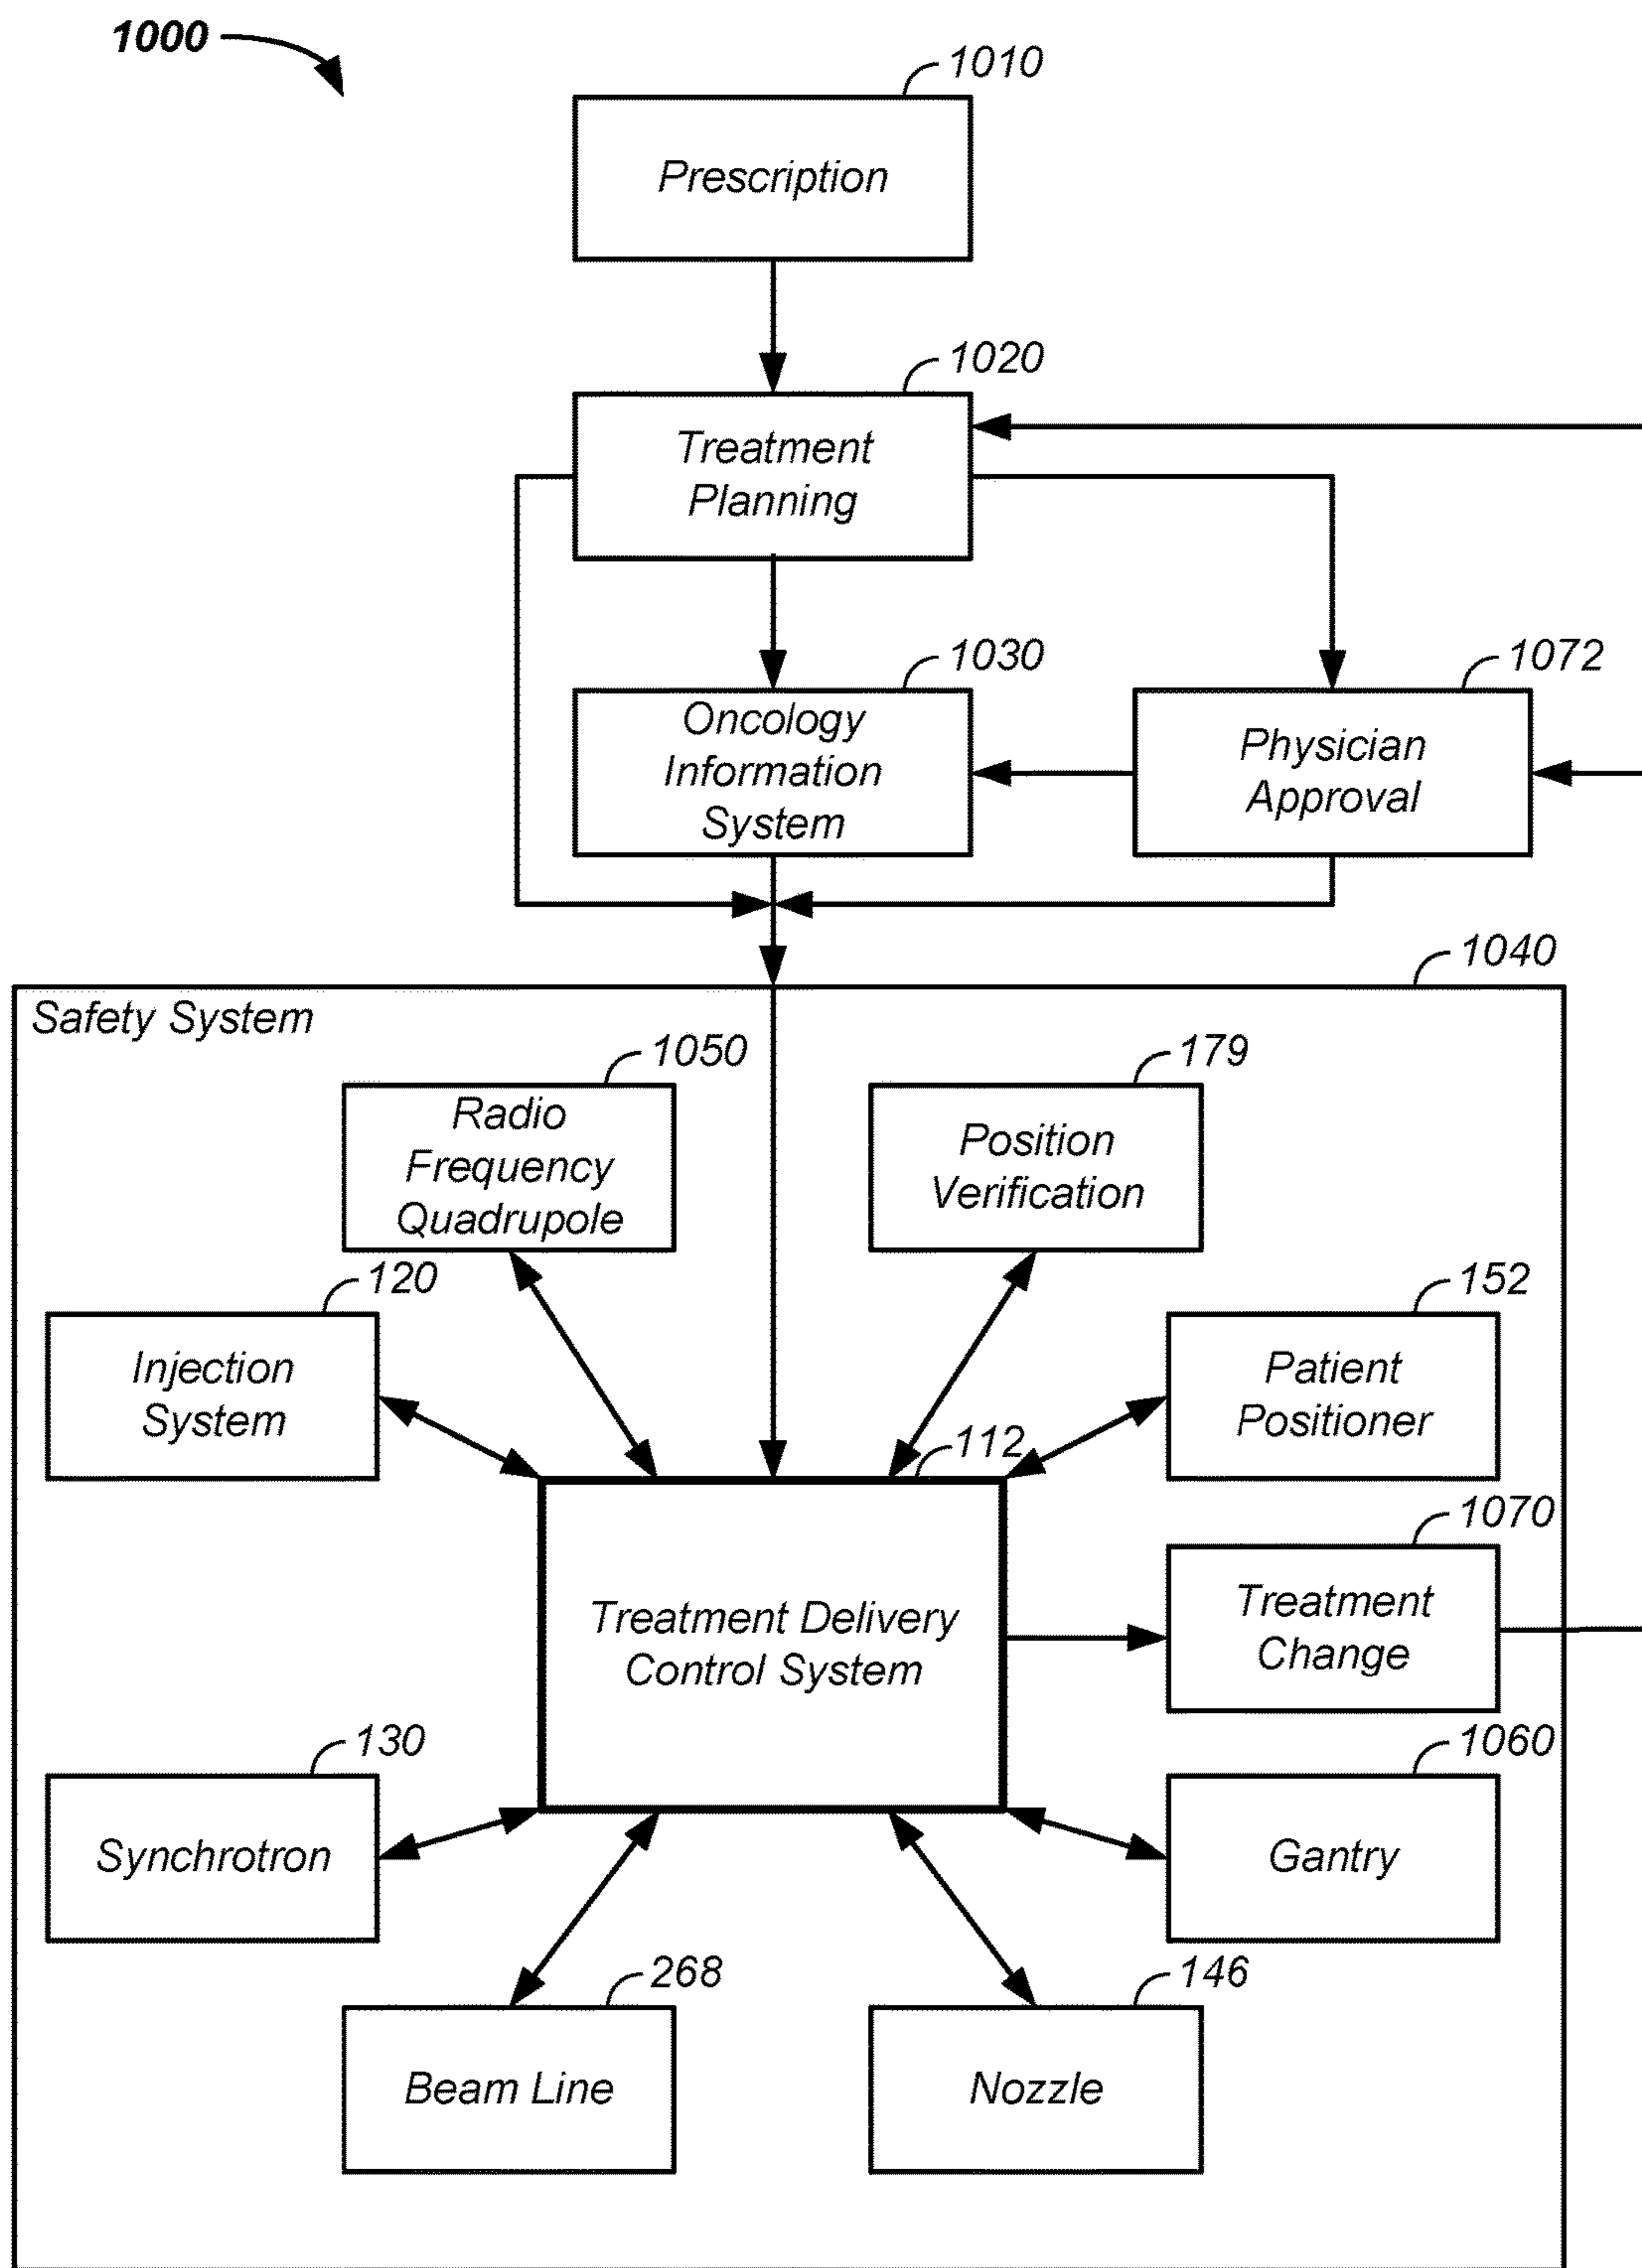 1000
1010
Prescription
1020
Treatment
Planning
1030
Oncology
Information
System
1072
Physician
Approval
1040
Safety System
1050
Radio
Frequency
Quadrupole
179
Position
Verification
120
Injection
System
152
Patient
Positioner
112
Treatment Delivery
Control System
1070
Treatment
Change
130
Synchrotron
1060
Gantry
268
Beam Line
146
Nozzle